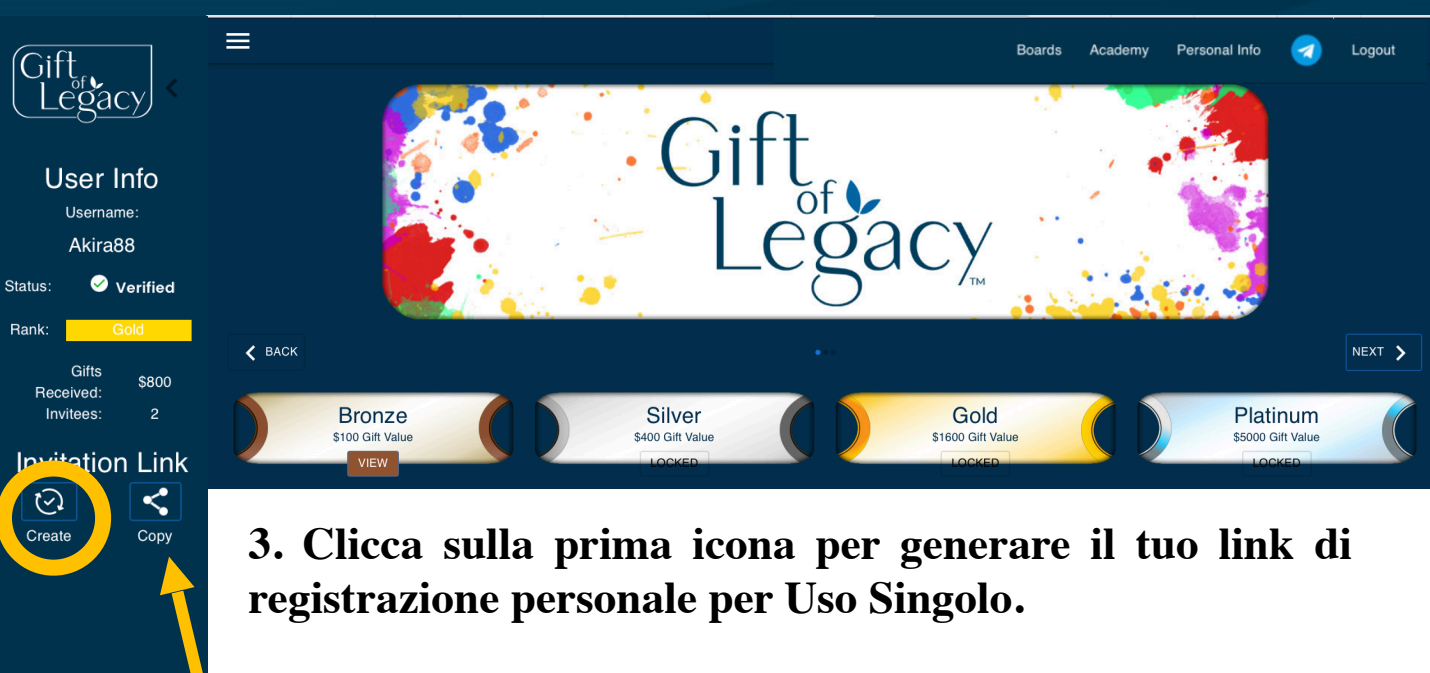 Gift
of
Legacy
User Info
Username:
Akira88
Status: Verified
Rank: Gold
Gifts
Received: $800
Invitees: 2
Invitation Link
Create Copy
Boards Academy Personal Info Logout
Gift
of
Legacy TM
BACK NEXT
Bronze
$100 Gift Value
VIEW
Silver
$400 Gift Value
LOCKED
Gold
$1600 Gift Value
LOCKED
Platinum
$5000 Gift Value
LOCKED
3. Clicca sulla prima icona per generare il tuo link di
registrazione personale per Uso Singolo.